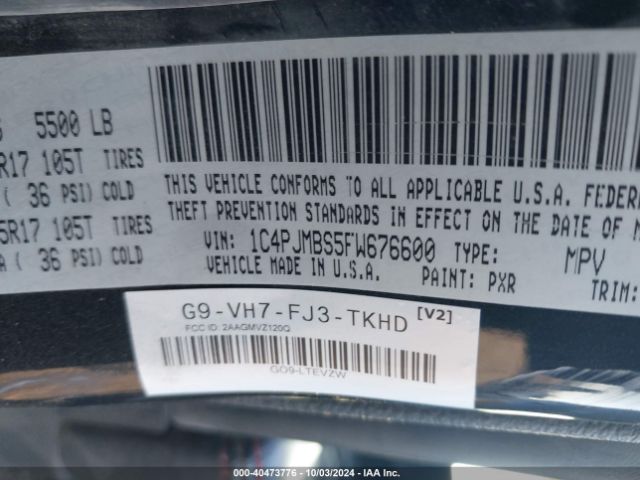 5500 LB
R17 105T TIRES
( 36 PSI) COLD
5R17 105T TIRES
A ( 36 PSI) COLD
THIS VEHICLE CONFORMS TO ALL APPLICABLE U.S.A. FEDER
THEFT PREVENTION STANDARDS IN EFFECT ON THE DATE OF M
VIN: 1C4PJMBS5FW676600 TYPE: MPV
VEHICLE MADE IN U.S.A. PAINT: PXR TRIM:
G9-VH7-FJ3-TKHD [V2]
FCC ID: 2AAGMVZ120Q
GO9-LTEVZW
000-40473776 | 10/03/2024 | IAA Inc.